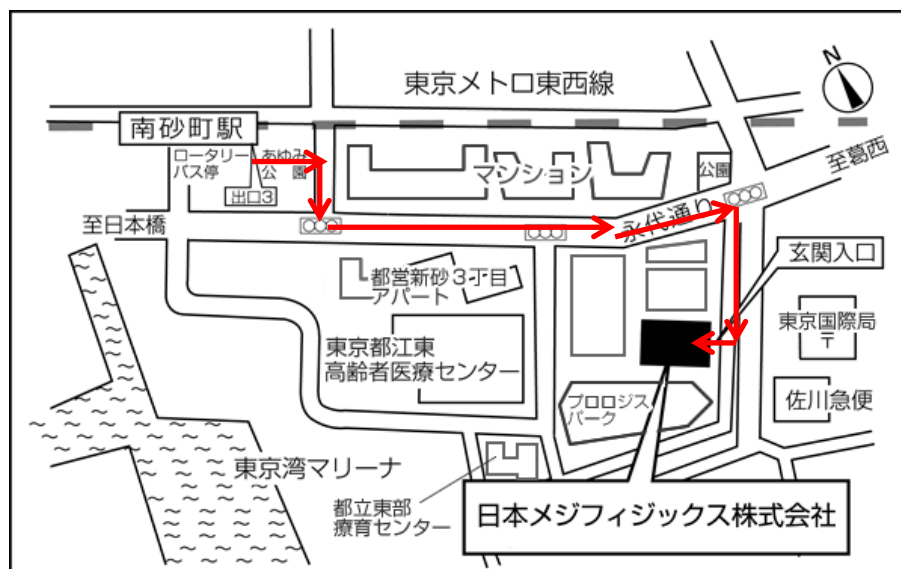 東京メトロ東西線
N
南砂町駅
ロータリー
バス停
あゆみ
公園
出口3
マンション
公園
至葛西
至日本橋
永代通り
玄関入口
都営新砂3丁目
アパート
東京国際局
〒
東京都江東
高齢者医療センター
プロロジス
パーク
佐川急便
東京湾マリーナ
都立東部
療育センター
日本メジフィジックス株式会社